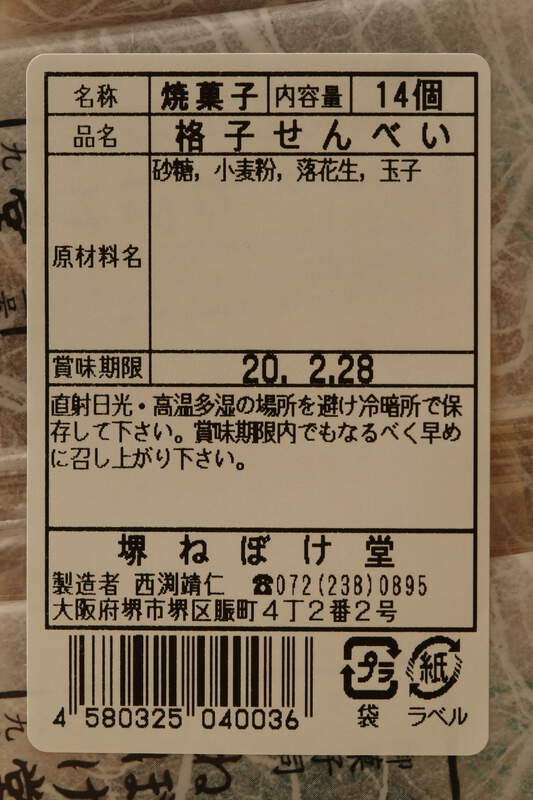 名称 焼菓子 内容量 14個
品名 格子せんべい
原材料名 砂糖，小麦粉，落花生，玉子
賞味期限 20. 2.28
直射日光・高温多湿の場所を避け冷暗所で保
存して下さい。賞味期限内でもなるべく早め
に召し上がり下さい。
堺ねぼけ堂
製造者 西渕靖仁 ☎072(238)0895
大阪府堺市堺区賑町4丁2番2号
4 580325 040036
プラ 紙
袋 ラベル